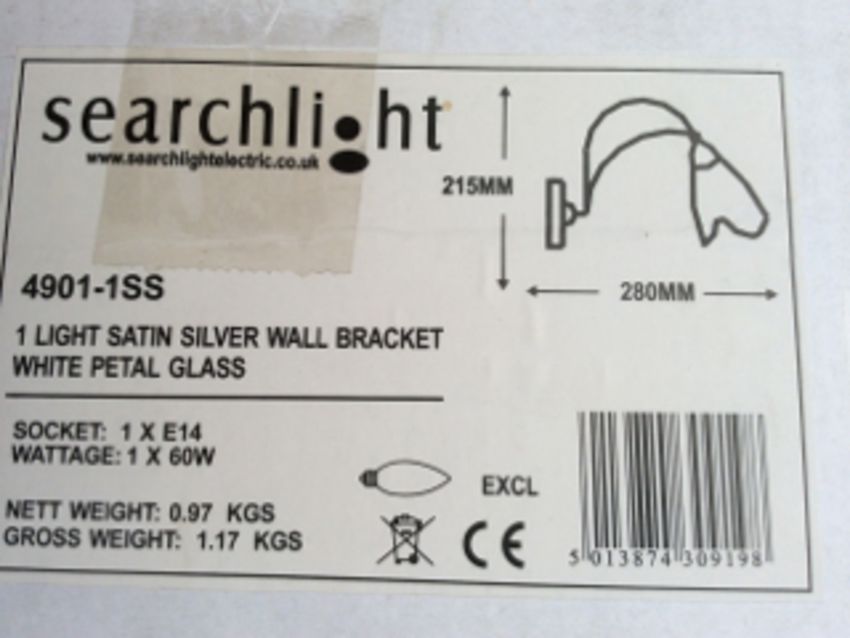 searchlight
www.searchlightelectric.co.uk
215MM
280MM
4901-1SS
1 LIGHT SATIN SILVER WALL BRACKET
WHITE PETAL GLASS
SOCKET: 1 X E14
WATTAGE: 1 X 60W
EXCL
NETT WEIGHT: 0.97 KGS
GROSS WEIGHT: 1.17 KGS
CE
5 013874 309198